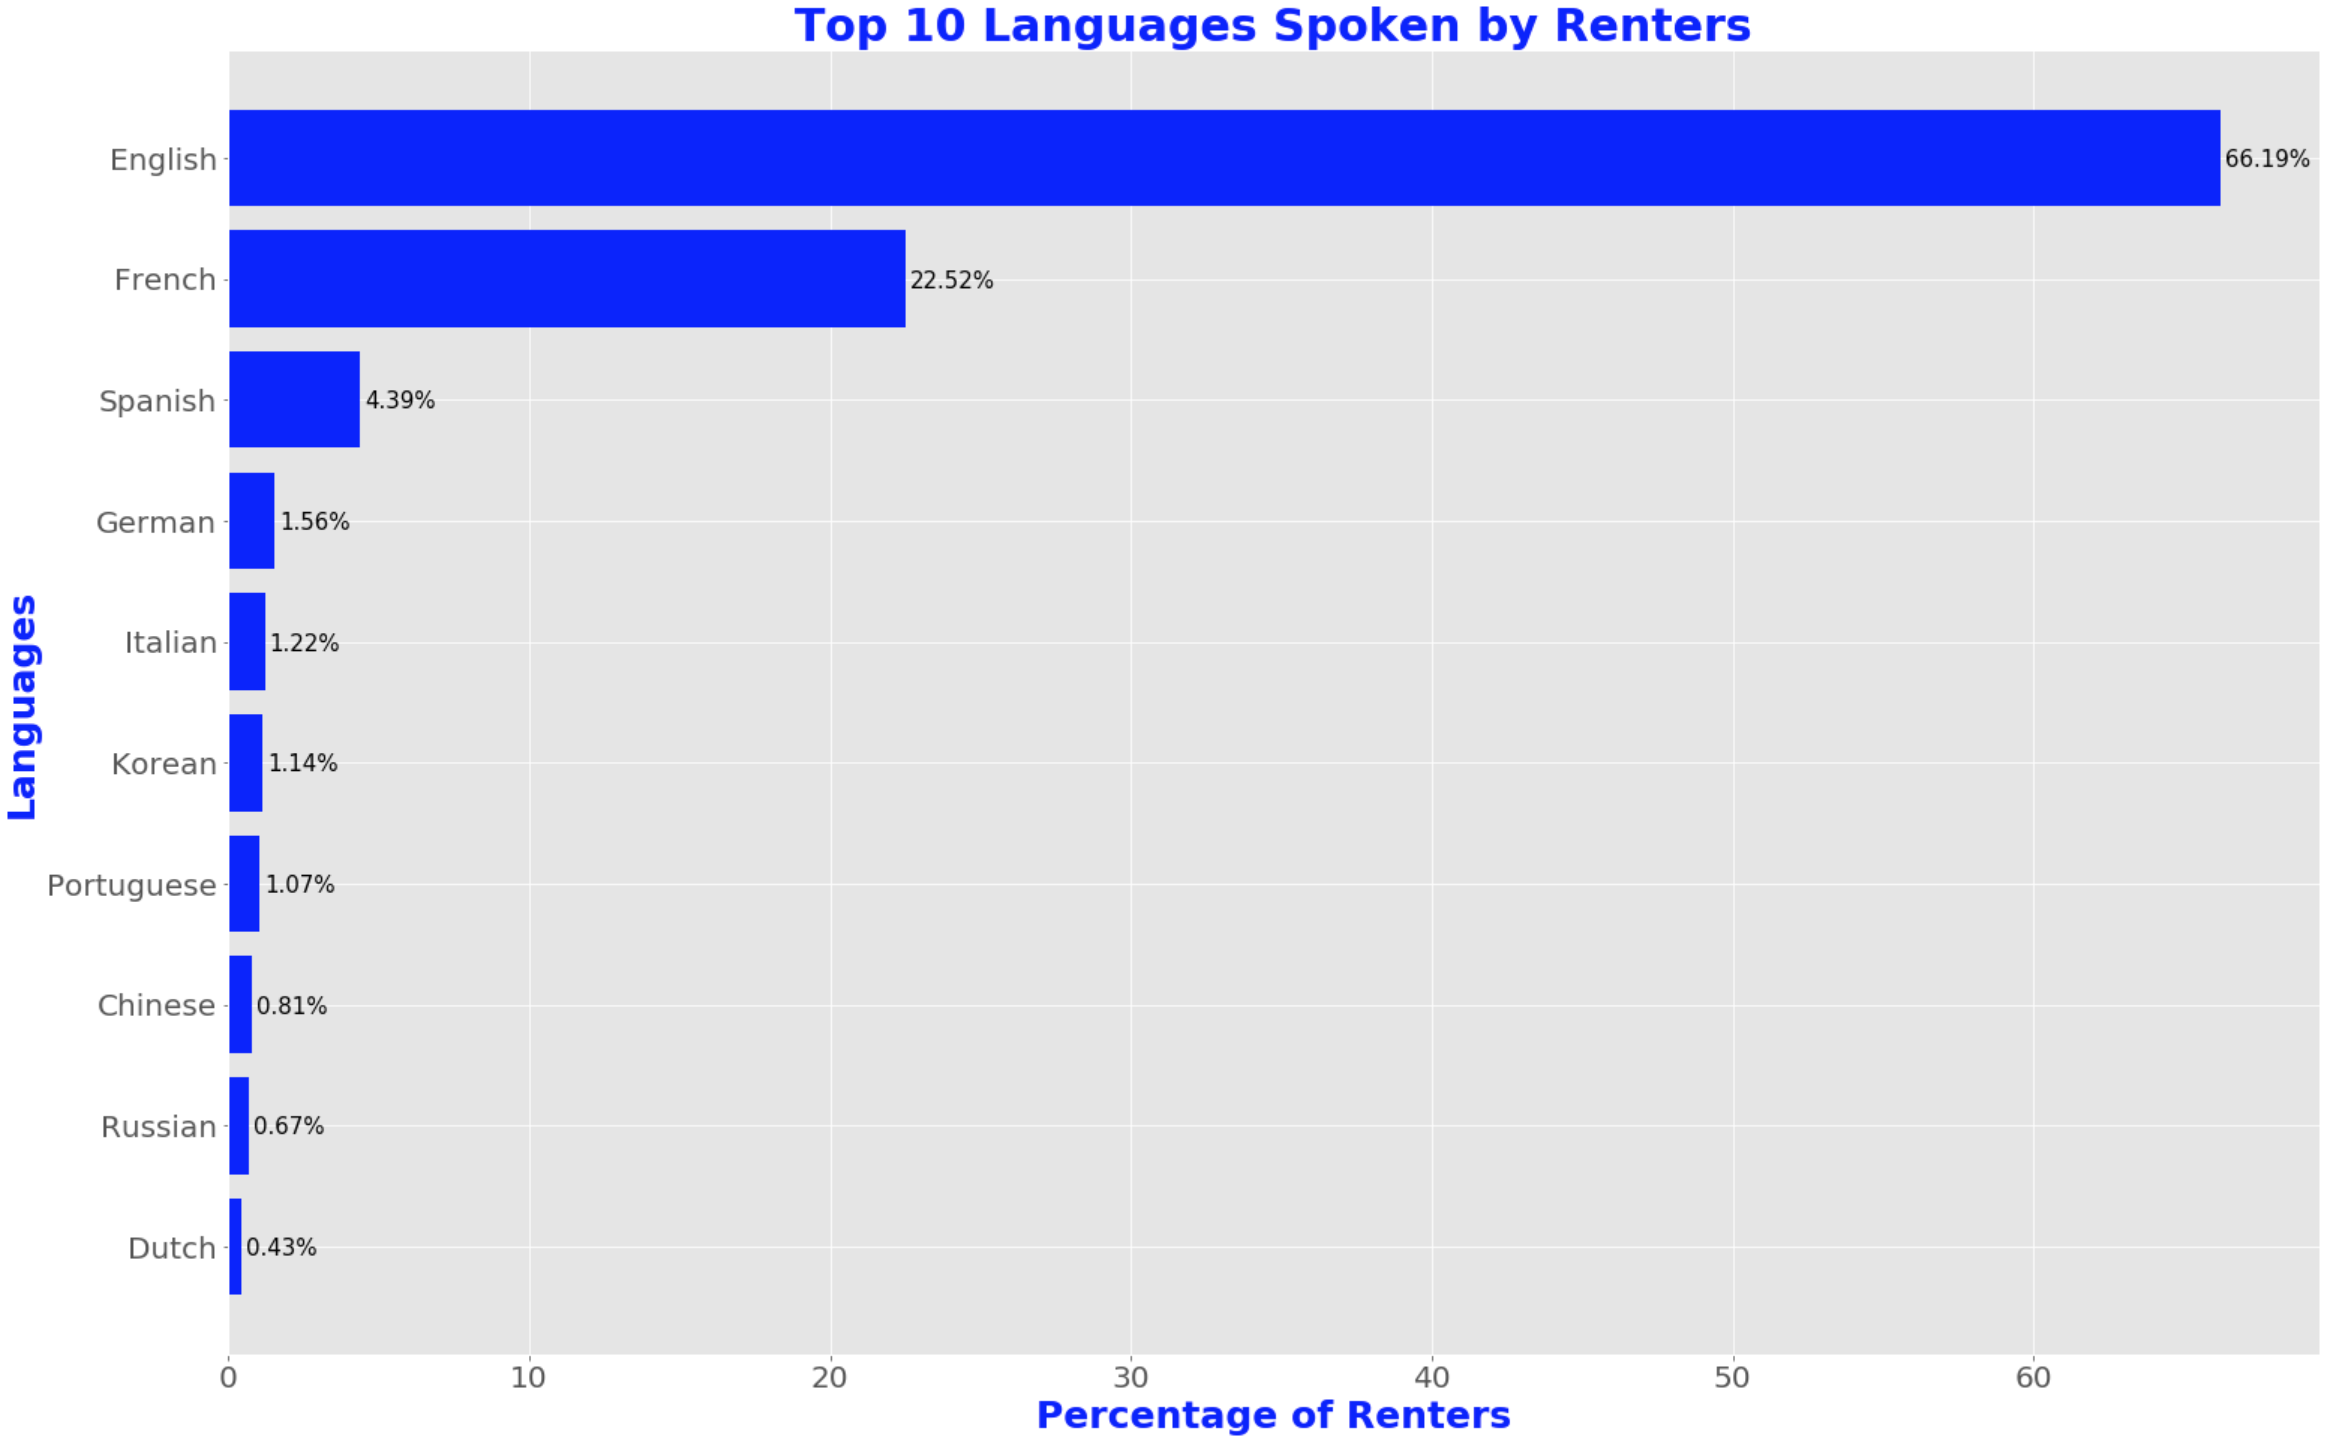 Top 10 Languages Spoken by Renters
English 66.19%
French 22.52%
Spanish 4.39%
German 1.56%
Italian 1.22%
Korean 1.14%
Portuguese 1.07%
Chinese 0.81%
Russian 0.67%
Dutch 0.43%
Languages
0 10 20 30 40 50 60
Percentage of Renters